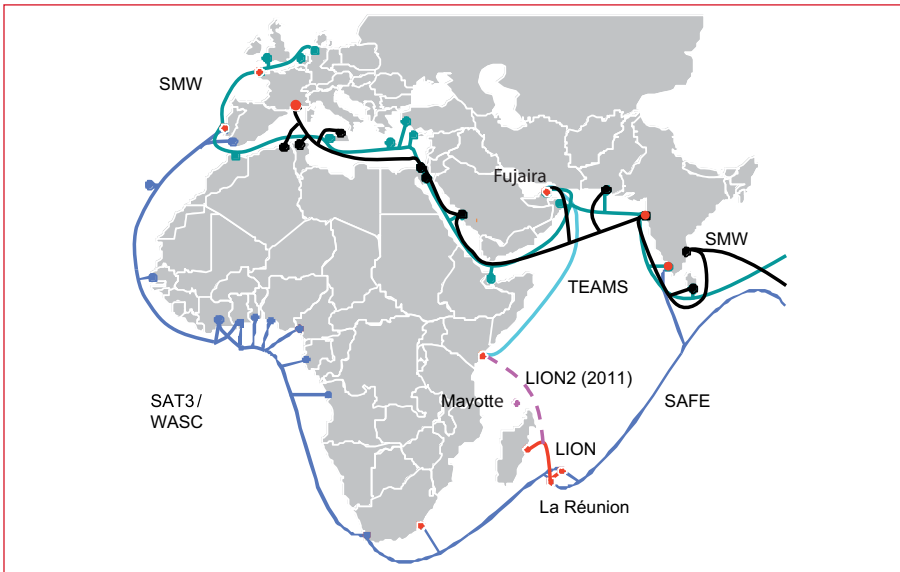 SMW
Fujaira
SMW
TEAMS
LION2 (2011)
Mayotte
SAT3 /
WASC
SAFE
LION
La Réunion